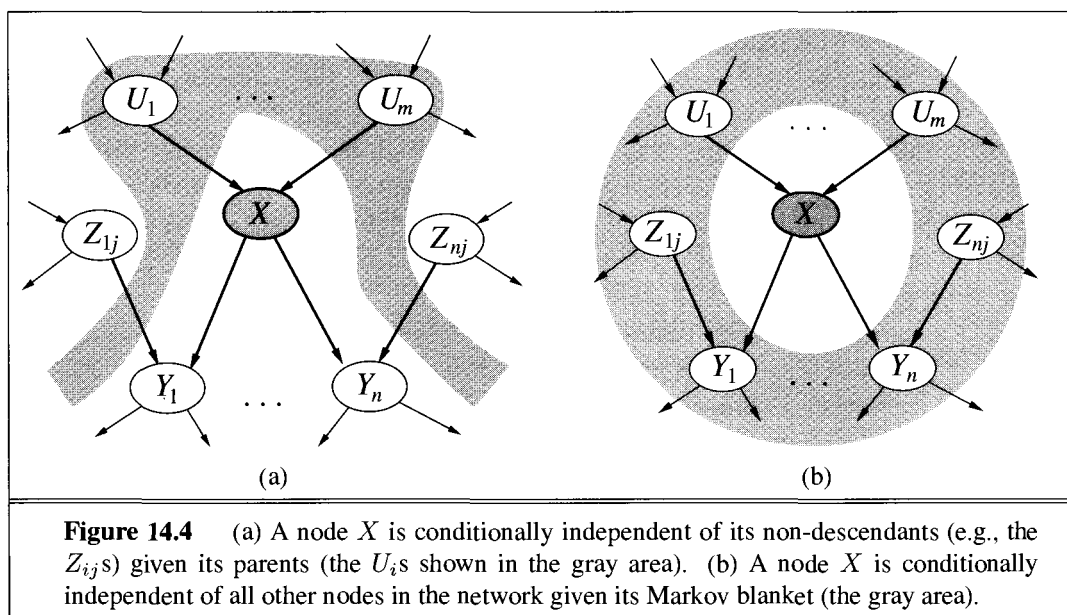 U₁ . . . Uₘ
X
Z₁ⱼ Zₙⱼ
Y₁ . . . Yₙ
(a)
U₁ . . . Uₘ
X
Z₁ⱼ Zₙⱼ
Y₁ . . . Yₙ
(b)
Figure 14.4 (a) A node X is conditionally independent of its non-descendants (e.g., the
Zᵢⱼs) given its parents (the Uᵢs shown in the gray area). (b) A node X is conditionally
independent of all other nodes in the network given its Markov blanket (the gray area).